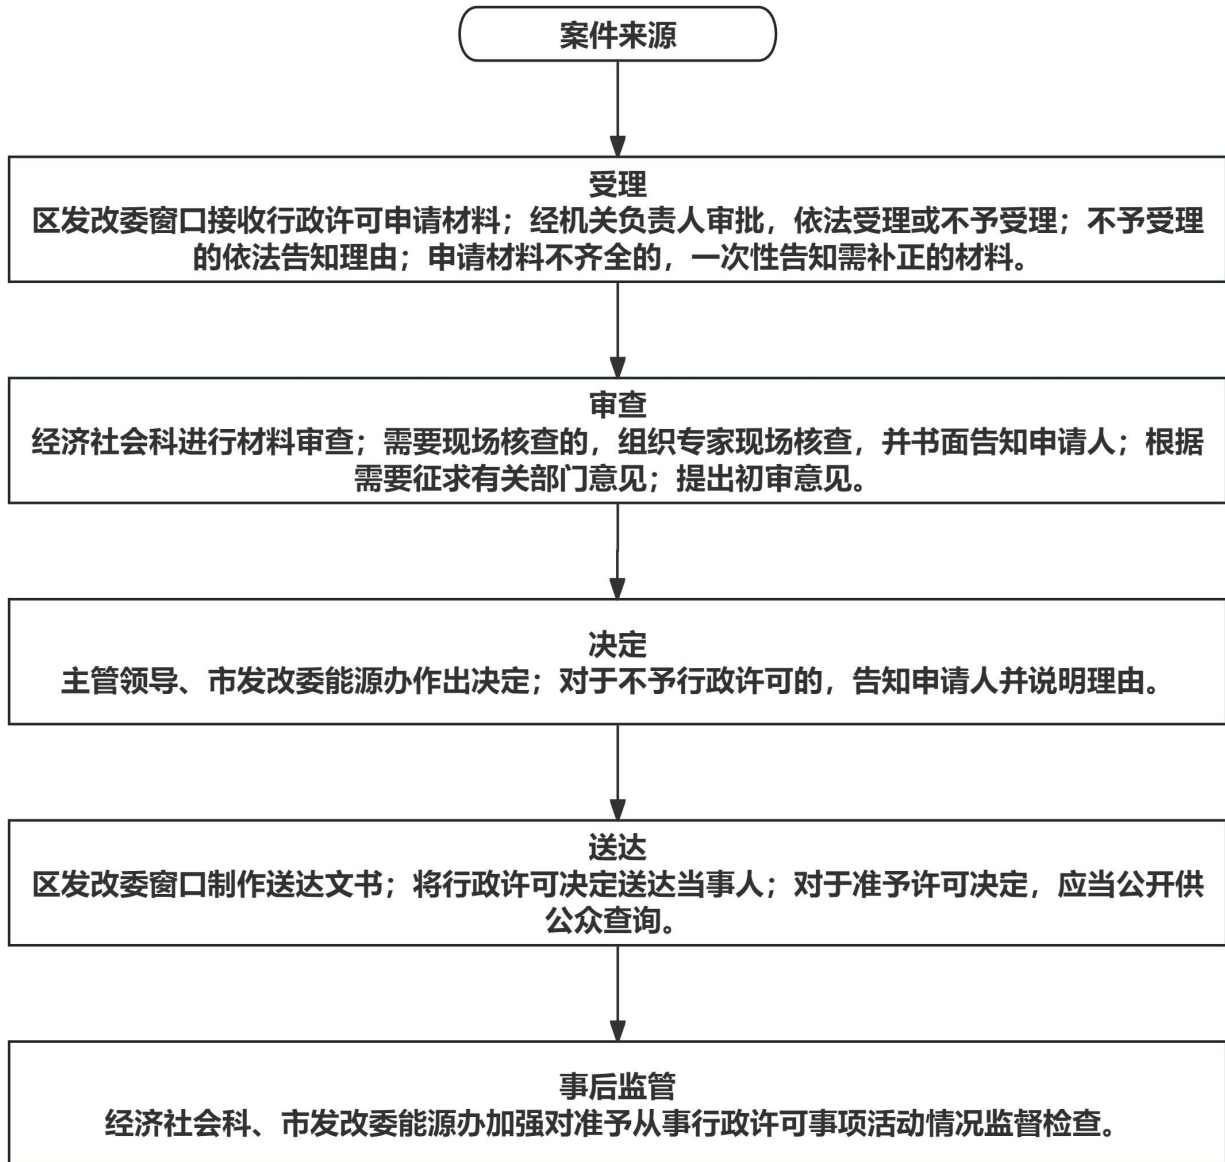 案件来源
受理
区发改委窗口接收行政许可申请材料；经机关负责人审批，依法受理或不予受理；不予受理
的依法告知理由；申请材料不齐全的，一次性告知需补正的材料。
审查
经济社会科进行材料审查；需要现场核查的，组织专家现场核查，并书面告知申请人；根据
需要征求有关部门意见；提出初审意见。
决定
主管领导、市发改委能源办作出决定；对于不予行政许可的，告知申请人并说明理由。
送达
区发改委窗口制作送达文书；将行政许可决定送达当事人；对于准予许可决定，应当公开供
公众查询。
事后监管
经济社会科、市发改委能源办加强对准予从事行政许可事项活动情况监督检查。